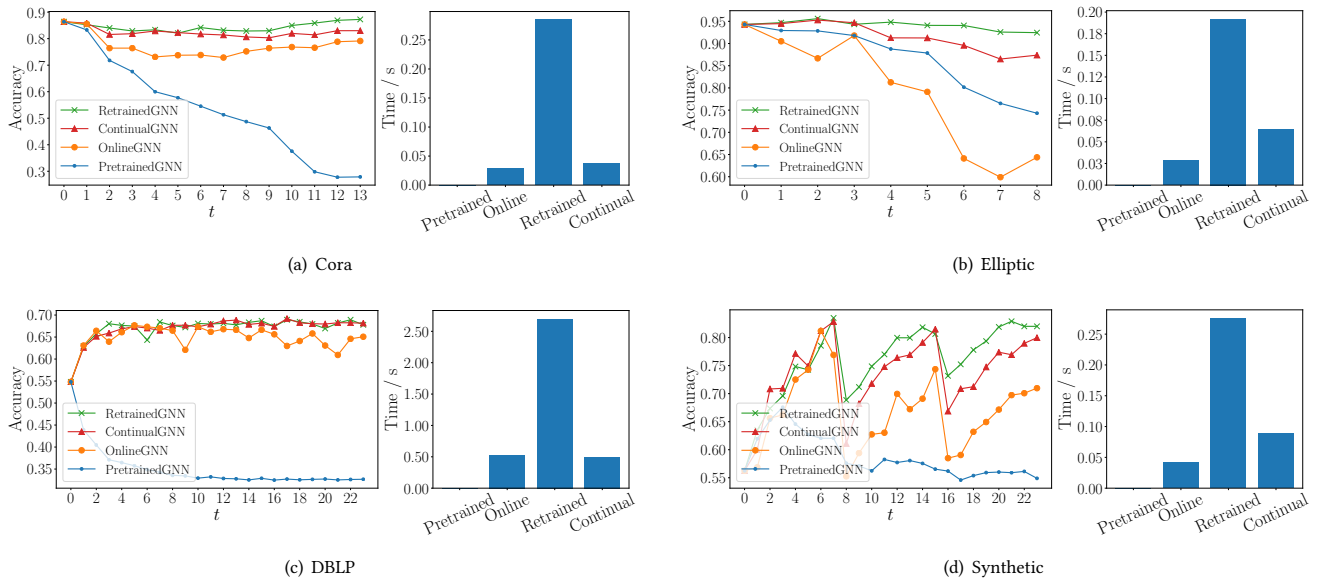 Accuracy
0.9
0.8
0.7
0.6
0.5
0.4
0.3
RetrainedGNN
ContinualGNN
OnlineGNN
PretrainedGNN
0 1 2 3 4 5 6 7 8 9 10 11 12 13
t
Time / s
0.25
0.20
0.15
0.10
0.05
0.00
Pretrained Online Retrained Continual
(a) Cora
Accuracy
0.95
0.90
0.85
0.80
0.75
0.70
0.65
0.60
RetrainedGNN
ContinualGNN
OnlineGNN
PretrainedGNN
0 1 2 3 4 5 6 7 8
t
Time / s
0.20
0.17
0.15
0.12
0.10
0.08
0.05
0.03
0.00
Pretrained Online Retrained Continual
(b) Elliptic
Accuracy
0.70
0.65
0.60
0.55
0.50
0.45
0.40
0.35
RetrainedGNN
ContinualGNN
OnlineGNN
PretrainedGNN
0 2 4 6 8 10 12 14 16 18 20 22
t
Time / s
2.50
2.00
1.50
1.00
0.50
0.00
Pretrained Online Retrained Continual
(c) DBLP
Accuracy
0.80
0.75
0.70
0.65
0.60
0.55
RetrainedGNN
ContinualGNN
OnlineGNN
PretrainedGNN
0 2 4 6 8 10 12 14 16 18 20 22
t
Time / s
0.25
0.20
0.15
0.10
0.05
0.00
Pretrained Online Retrained Continual
(d) Synthetic